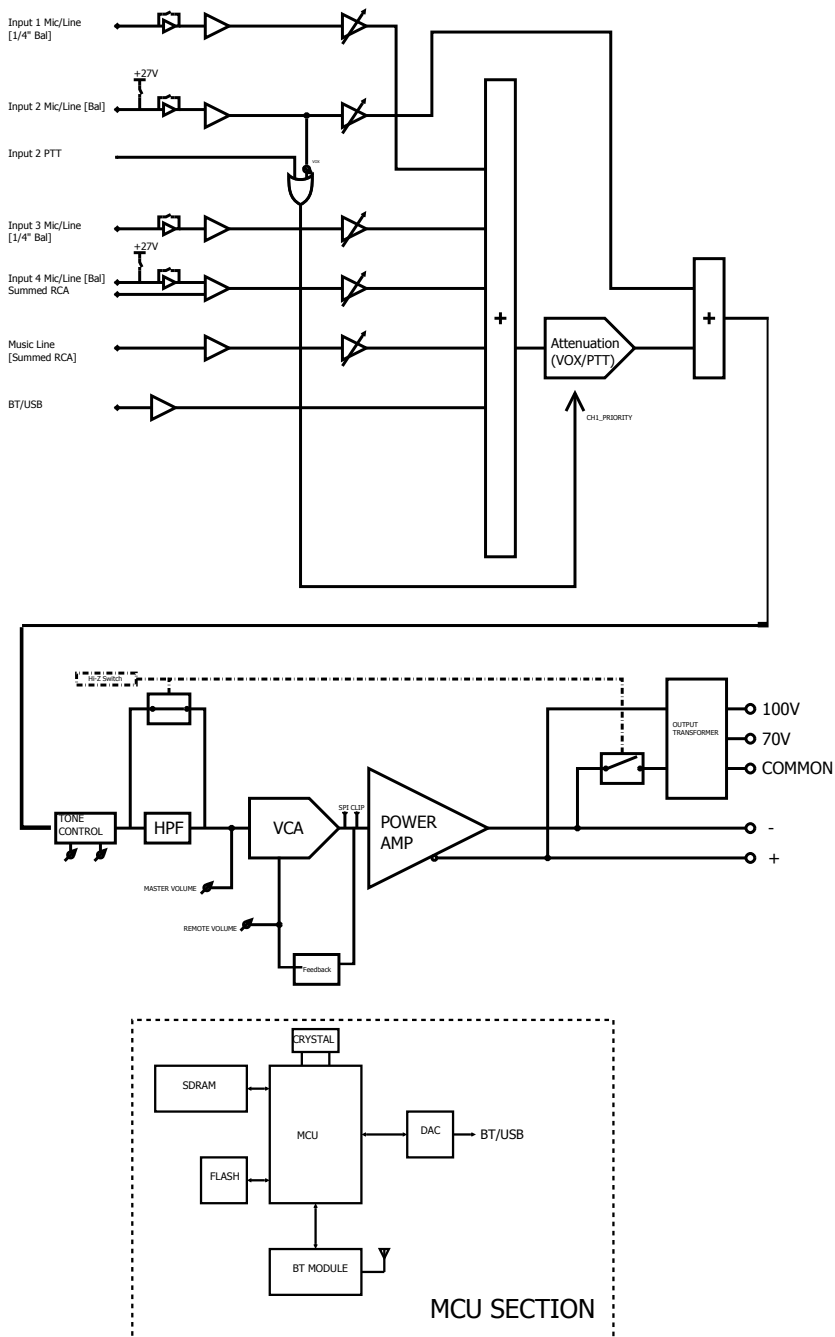 Input 1 Mic/Line
[1/4" Bal]
+27V
Input 2 Mic/Line [Bal]
Input 2 PTT
VOX
Input 3 Mic/Line
[1/4" Bal]
+27V
Input 4 Mic/Line [Bal]
Summed RCA
Music Line
[Summed RCA]
BT/USB
+
Attenuation
(VOX/PTT)
CH1_PRIORITY
+
Hi-Z Switch
OUTPUT
TRANSFORMER
100V
70V
COMMON
TONE
CONTROL
HPF
VCA
SPI CLIP
POWER
AMP
-
+
MASTER VOLUME
REMOTE VOLUME
Feedback
CRYSTAL
SDRAM
MCU
DAC
BT/USB
FLASH
BT MODULE
MCU SECTION